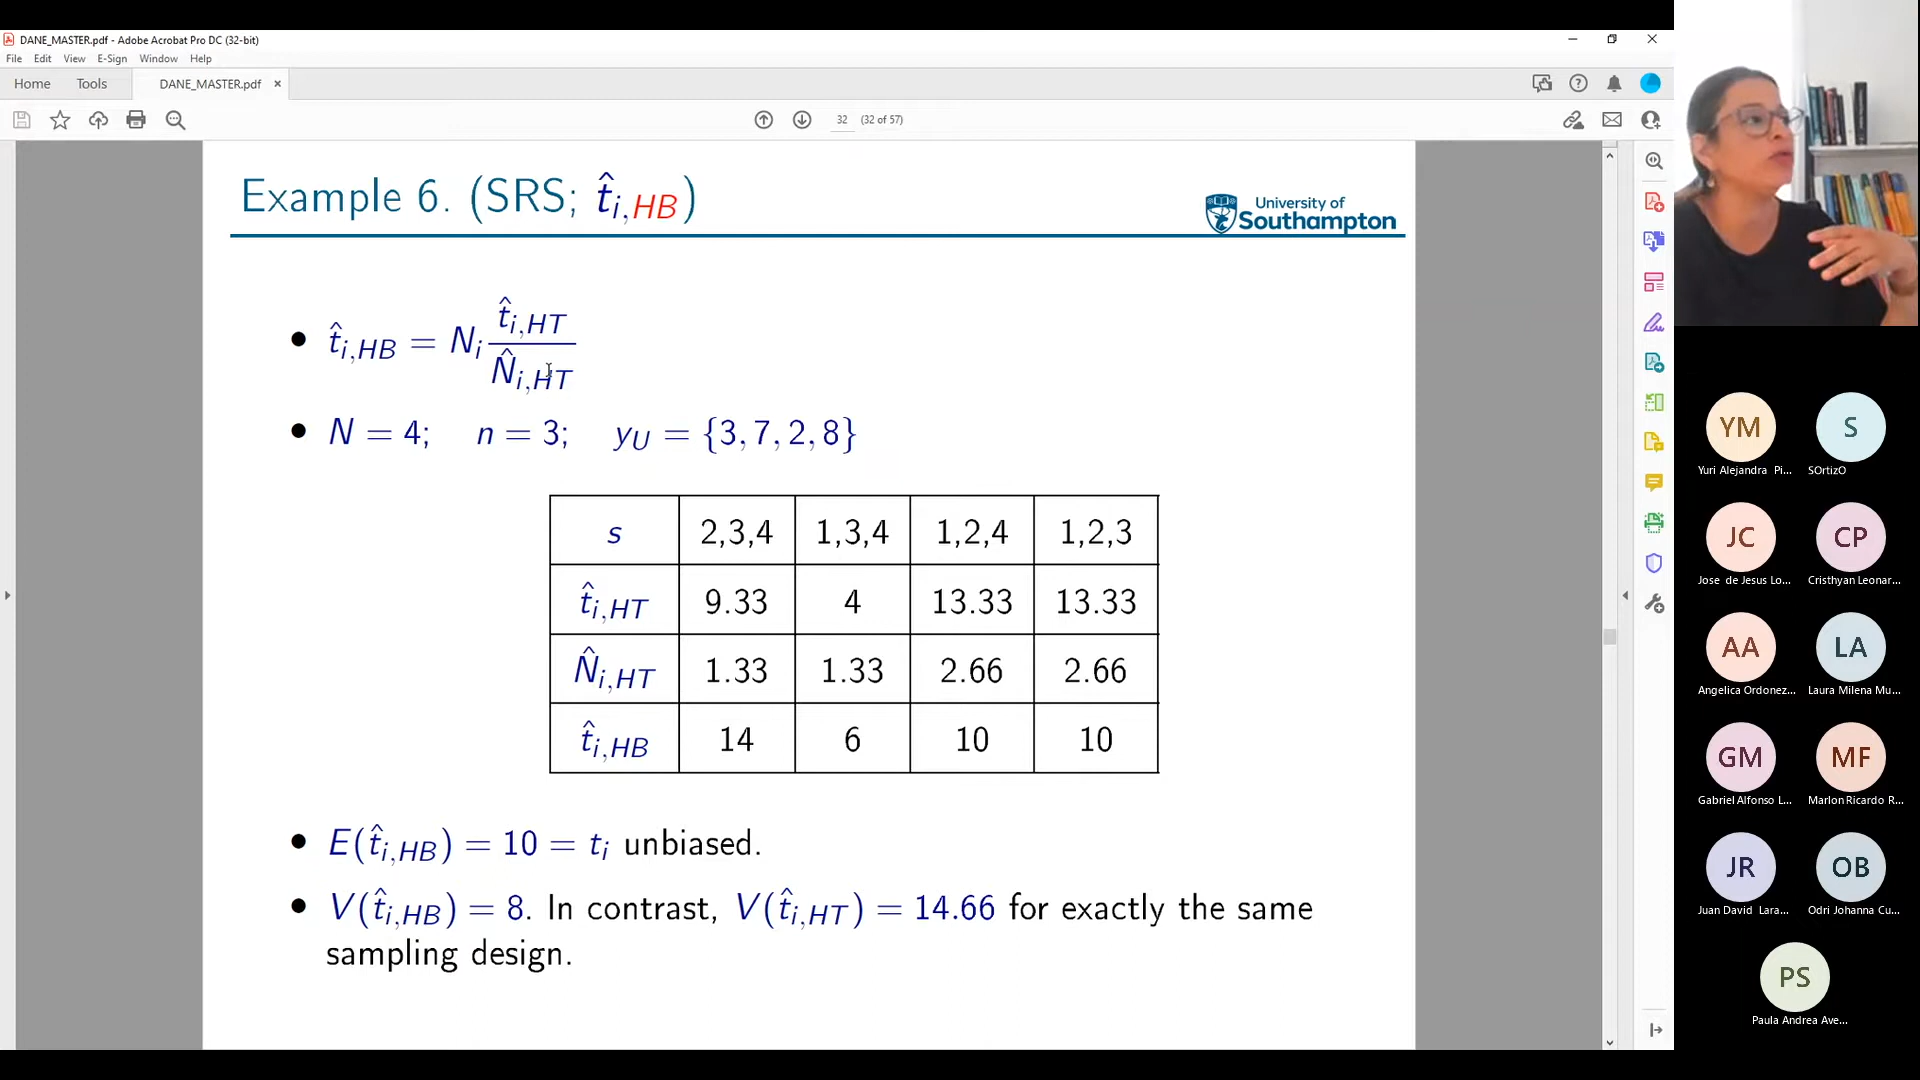 DANE_MASTER.pdf - Adobe Acrobat Pro DC (32-bit)
File Edit View E-Sign Window Help
Home Tools DANE_MASTER.pdf ×
32 (32 of 57)
Example 6. (SRS; t̂_{i,HB})
University of
Southampton
• t̂_{i,HB} = N_i t̂_{i,HT} / N̂_{i,HT}
• N = 4; n = 3; y_U = {3, 7, 2, 8}
s 2,3,4 1,3,4 1,2,4 1,2,3
t̂_{i,HT} 9.33 4 13.33 13.33
N̂_{i,HT} 1.33 1.33 2.66 2.66
t̂_{i,HB} 14 6 10 10
• E(t̂_{i,HB}) = 10 = t_i unbiased.
• V(t̂_{i,HB}) = 8. In contrast, V(t̂_{i,HT}) = 14.66 for exactly the same
sampling design.
YM S
Yuri Alejandra Pi... SOrtizO
JC CP
Jose de Jesus Lo... Cristhyan Leonar...
AA LA
Angelica Ordonez... Laura Milena Mu...
GM MF
Gabriel Alfonso L... Marlon Ricardo R...
JR OB
Juan David Lara... Odri Johanna Cu...
PS
Paula Andrea Ave...